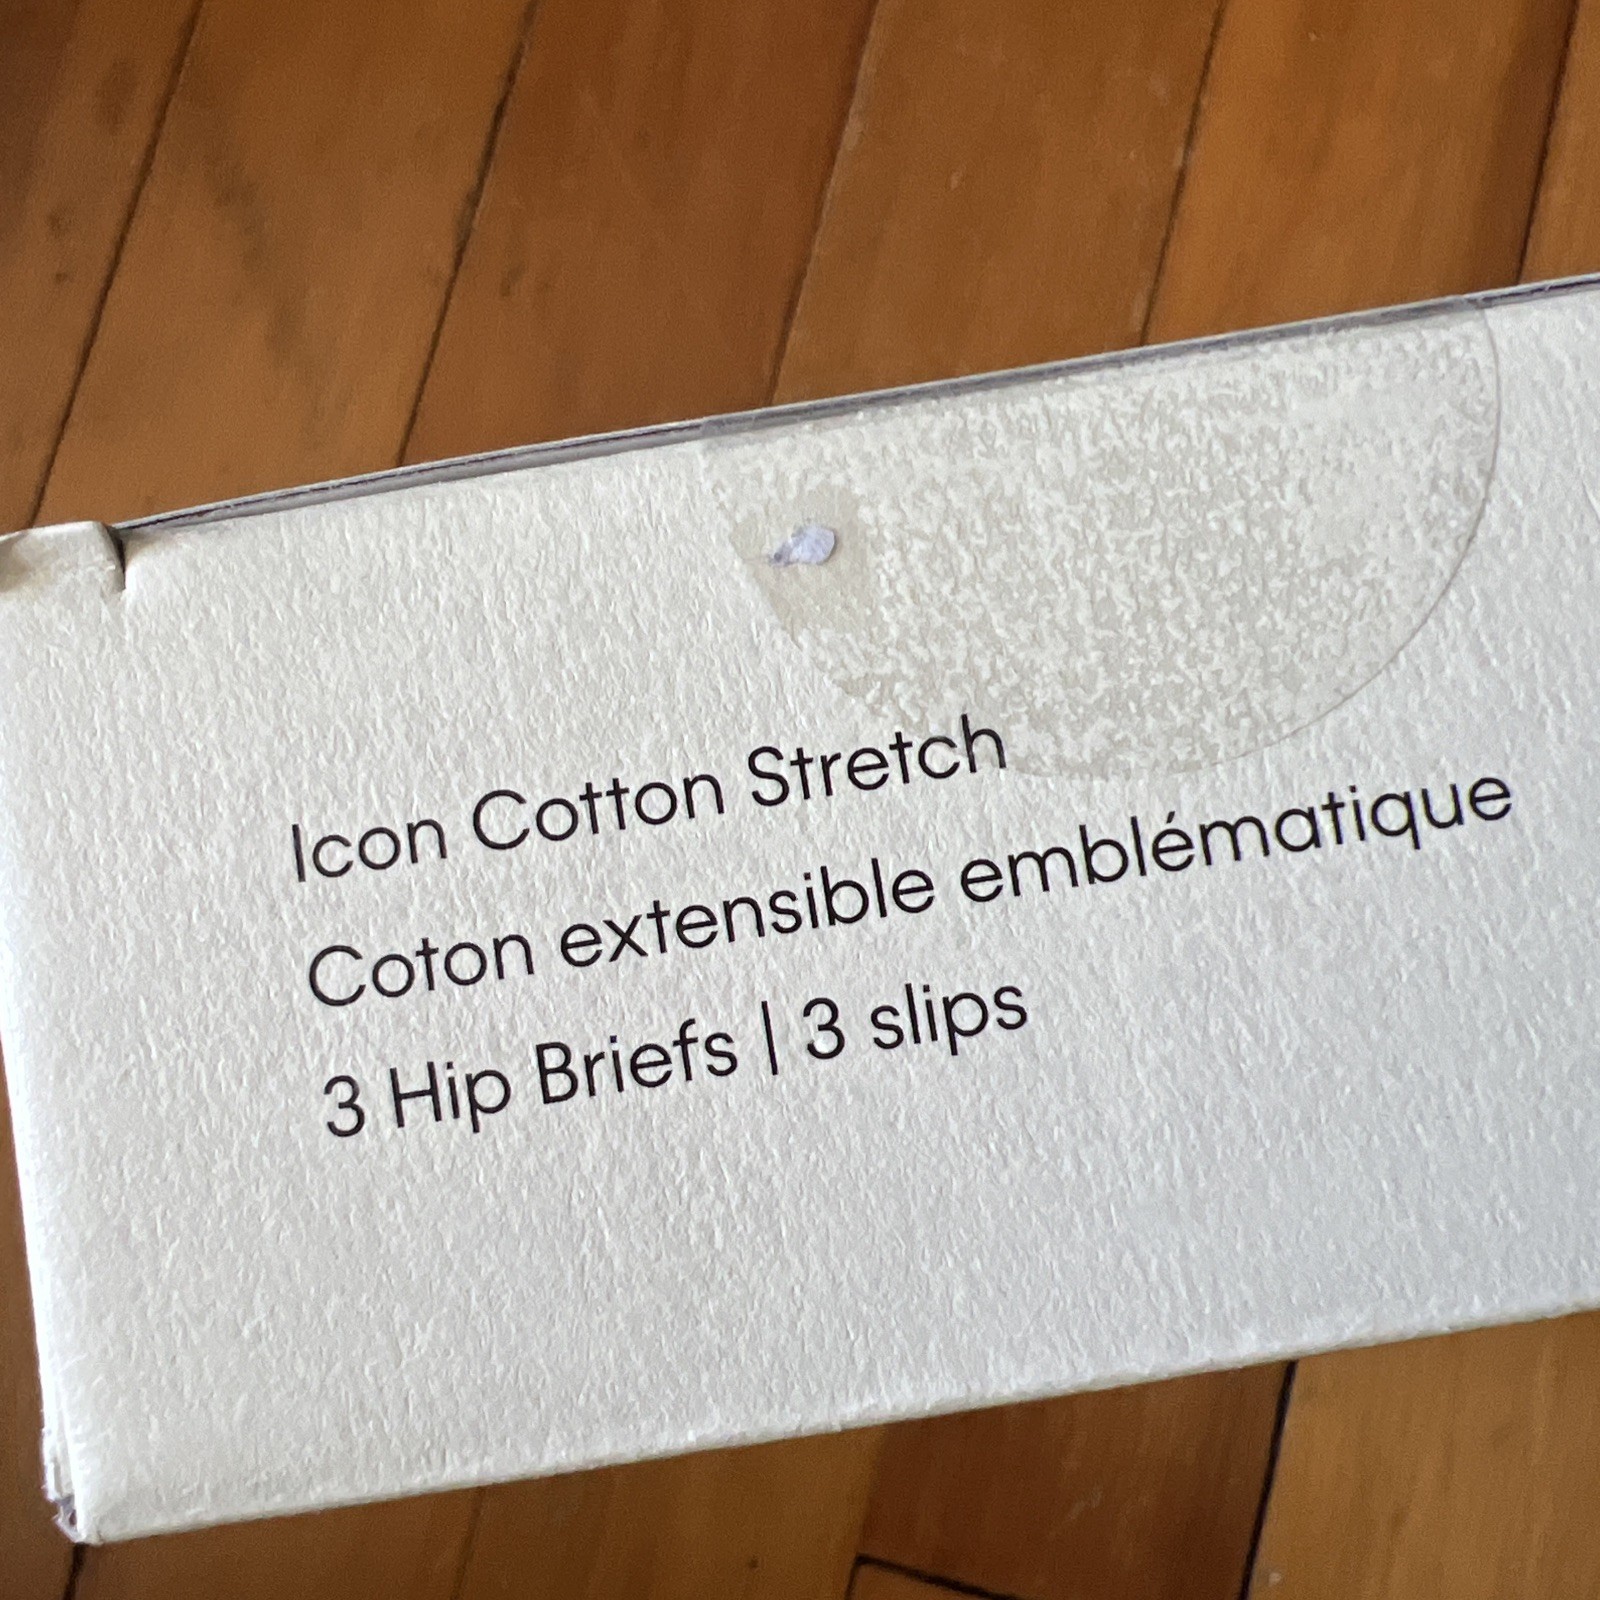 Icon Cotton Stretch
Coton extensible emblématique
3 Hip Briefs | 3 slips